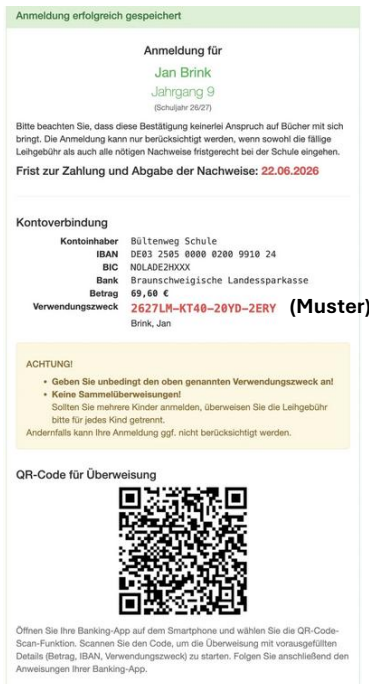 Anmeldung erfolgreich gespeichert
Anmeldung für
Jan Brink
Jahrgang 9
(Schuljahr 26/27)
Bitte beachten Sie, dass diese Bestätigung keinerlei Anspruch auf Bücher mit sich
bringt. Die Anmeldung kann nur berücksichtigt werden, wenn sowohl die fällige
Leihgebühr als auch alle nötigen Nachweise fristgerecht bei der Schule eingehen.
Frist zur Zahlung und Abgabe der Nachweise: 22.06.2026
Kontoverbindung
Kontoinhaber Bültenweg Schule
IBAN DE03 2505 0000 0200 9910 24
BIC NOLADE2HXXX
Bank Braunschweigische Landessparkasse
Betrag 69,60 €
Verwendungszweck 2627LM-KT40-20YD-2ERY (Muster)
Brink, Jan
ACHTUNG!
• Geben Sie unbedingt den oben genannten Verwendungszweck an!
• Keine Sammelüberweisungen!
Sollten Sie mehrere Kinder anmelden, überweisen Sie die Leihgebühr
bitte für jedes Kind getrennt.
Andernfalls kann Ihre Anmeldung ggf. nicht berücksichtigt werden.
QR-Code für Überweisung
Öffnen Sie Ihre Banking-App auf dem Smartphone und wählen Sie die QR-Code-
Scan-Funktion. Scannen Sie den Code, um die Überweisung mit vorausgefüllten
Details (Betrag, IBAN, Verwendungszweck) zu starten. Folgen Sie anschließend den
Anweisungen Ihrer Banking-App.